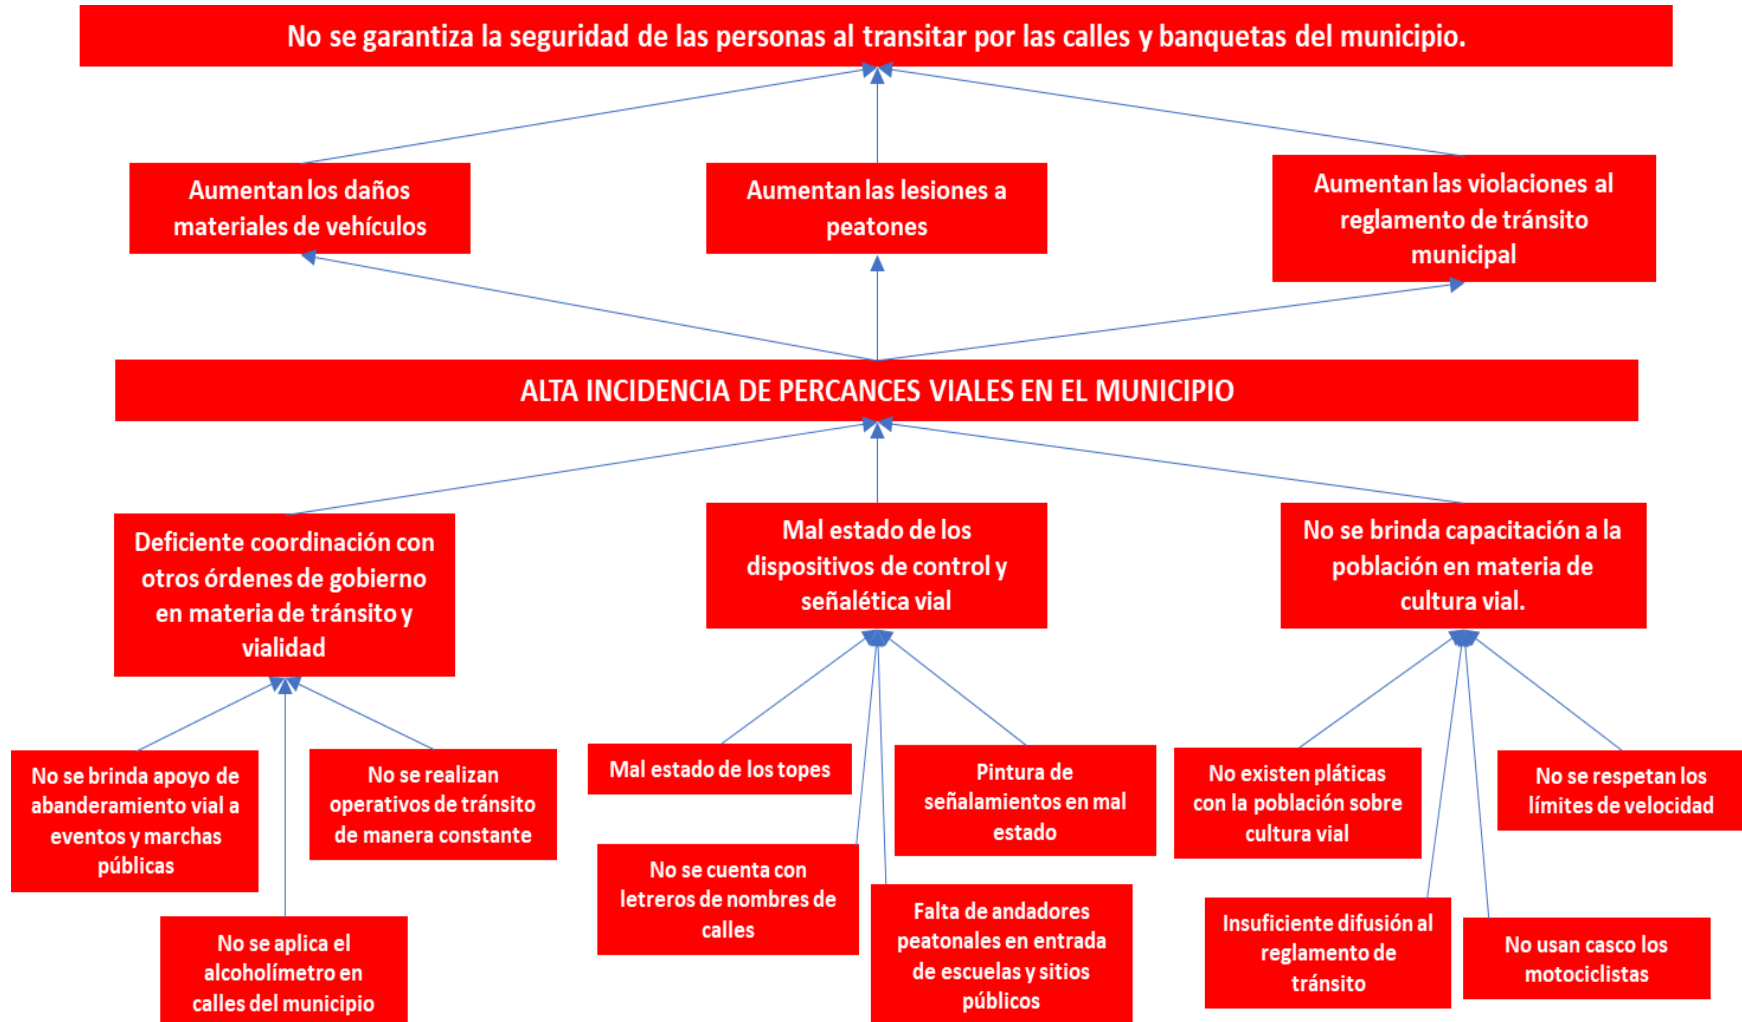 No se garantiza la seguridad de las personas al transitar por las calles y banquetas del municipio.
Aumentan los daños
materiales de vehículos
Aumentan las lesiones a
peatones
Aumentan las violaciones al
reglamento de tránsito
municipal
ALTA INCIDENCIA DE PERCANCES VIALES EN EL MUNICIPIO
Deficiente coordinación con
otros órdenes de gobierno
en materia de tránsito y
vialidad
Mal estado de los
dispositivos de control y
señalética vial
No se brinda capacitación a la
población en materia de
cultura vial.
No se brinda apoyo de
abanderamiento vial a
eventos y marchas
públicas
No se realizan
operativos de tránsito
de manera constante
No se aplica el
alcoholímetro en
calles del municipio
Mal estado de los topes
Pintura de
señalamientos en mal
estado
No se cuenta con
letreros de nombres de
calles
Falta de andadores
peatonales en entrada
de escuelas y sitios
públicos
No existen pláticas
con la población sobre
cultura vial
No se respetan los
límites de velocidad
Insuficiente difusión al
reglamento de
tránsito
No usan casco los
motociclistas